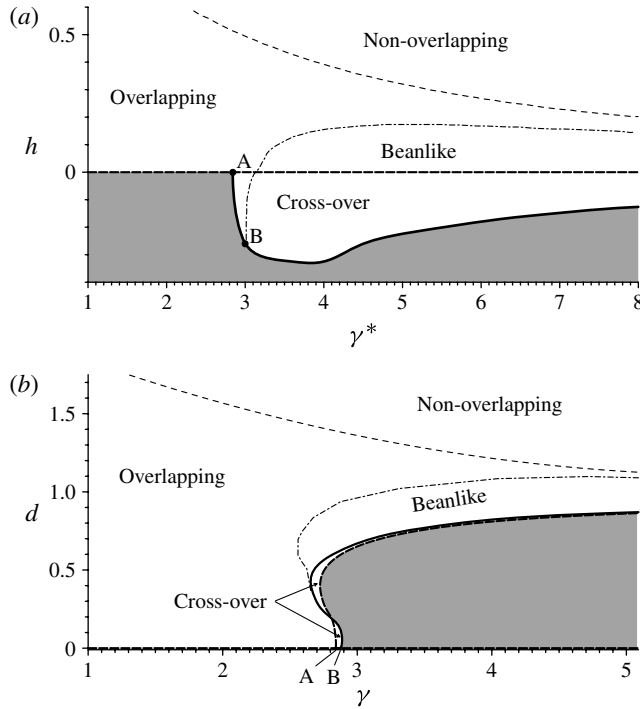 (a)
0.5
Non-overlapping
Overlapping
h
A
Beanlike
0
Cross-over
B
1 2 3 4 5 6 7 8
γ*
(b)
1.5
Non-overlapping
Overlapping
1.0
d
Beanlike
0.5
Cross-over
0
1 2 A B 3 4 5
γ